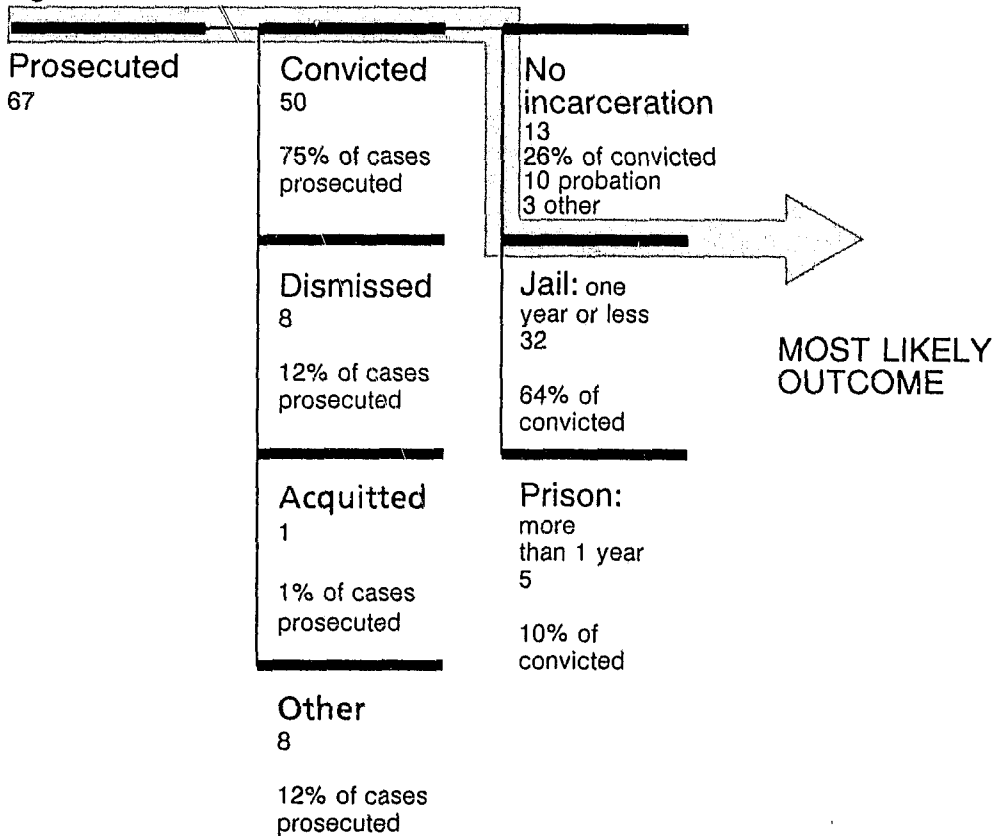 Prosecuted
67
Convicted
50
75% of cases
prosecuted
Dismissed
8
12% of cases
prosecuted
Acquitted
1
1% of cases
prosecuted
Other
8
12% of cases
prosecuted
No
incarceration
13
26% of convicted
10 probation
3 other
Jail: one
year or less
32
64% of
convicted
Prison:
more
than 1 year
5
10% of
convicted
MOST LIKELY
OUTCOME